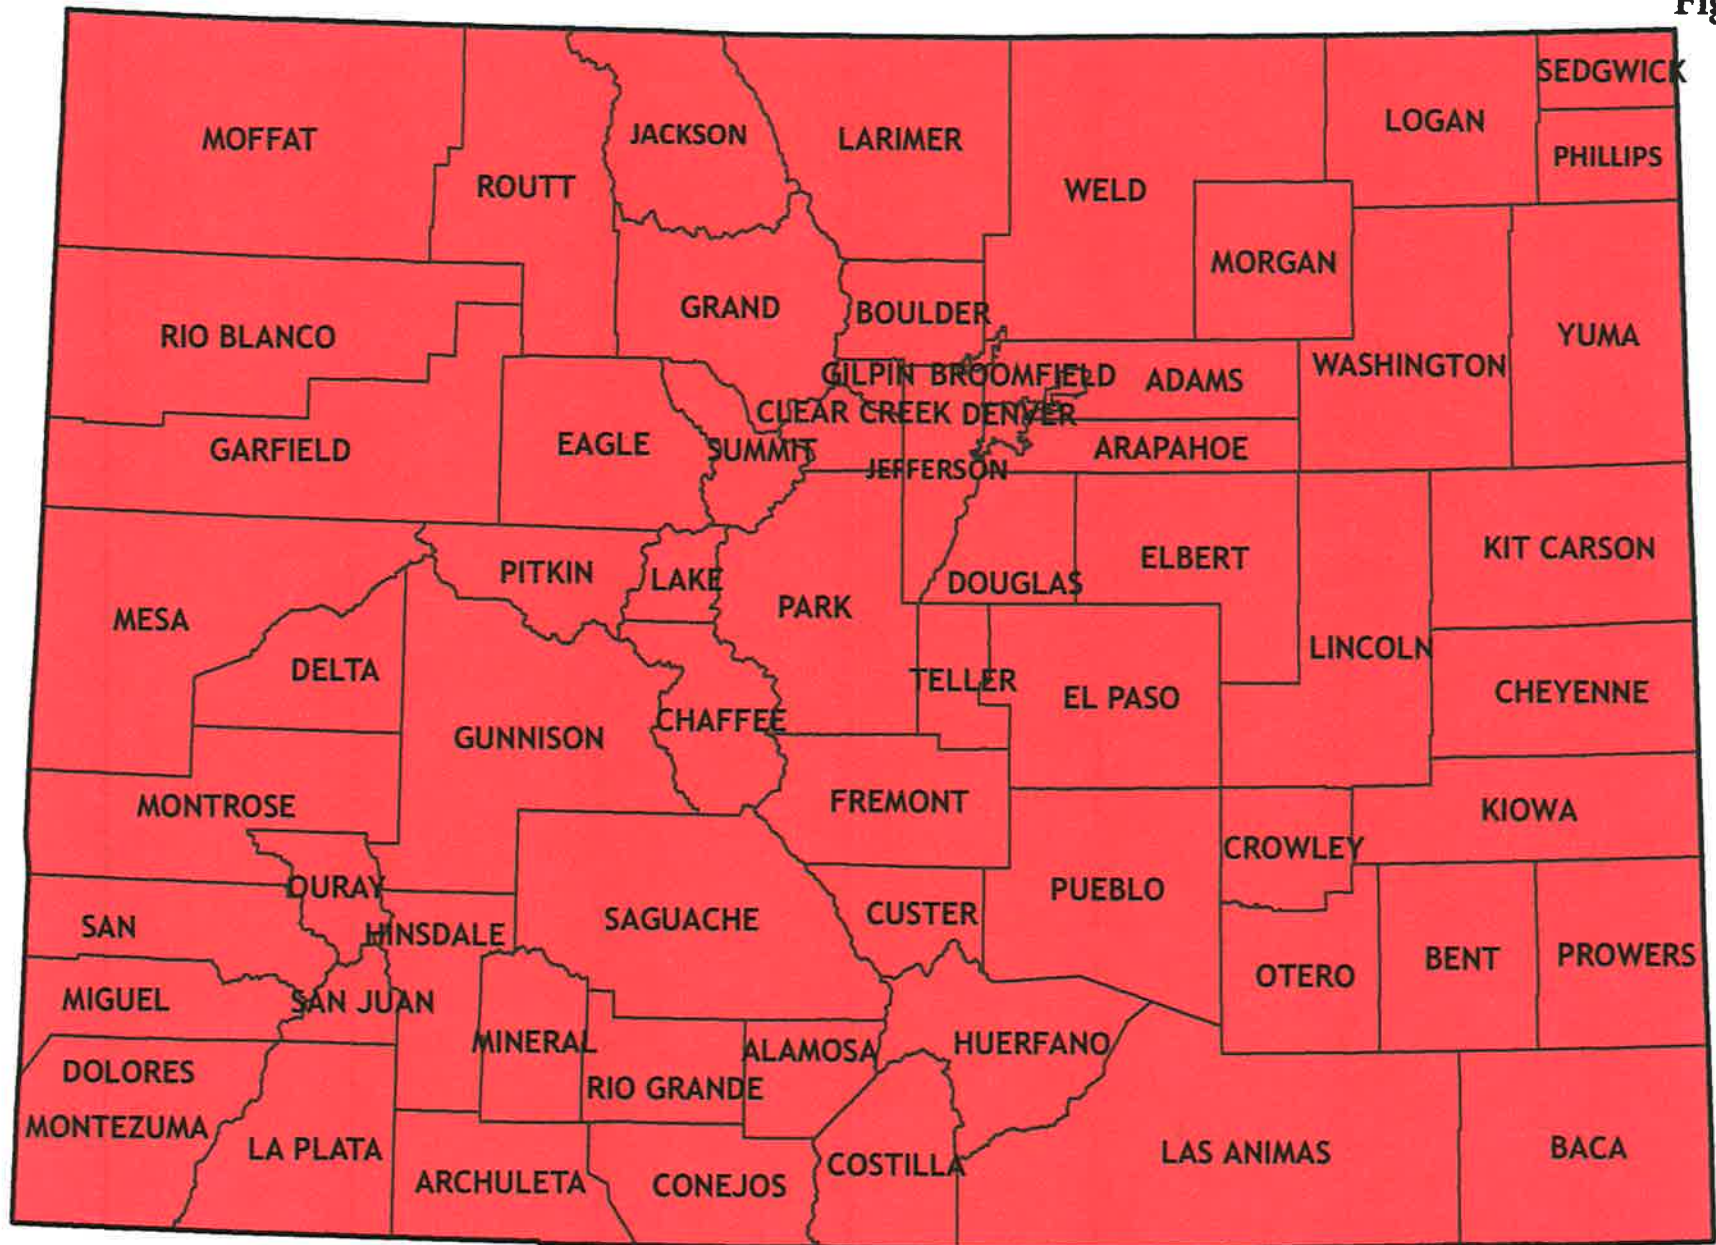 Fig
SEDGWICK
LOGAN
MOFFAT
JACKSON
LARIMER
PHILLIPS
ROUTT
WELD
MORGAN
GRAND
BOULDER
RIO BLANCO
YUMA
WASHINGTON
GILPIN
BROOMFIELD
ADAMS
CLEAR CREEK
DENVER
EAGLE
GARFIELD
SUMMIT
ARAPAHOE
JEFFERSON
KIT CARSON
ELBERT
PITKIN
LAKE
DOUGLAS
PARK
MESA
LINCOLN
DELTA
TELLER
CHEYENNE
EL PASO
CHAFFEE
GUNNISON
FREMONT
MONTROSE
KIOWA
CROWLEY
OURAY
PUEBLO
CUSTER
SAGUACHE
SAN
MIGUEL
HINSDALE
PROWERS
BENT
OTERO
SAN JUAN
MINERAL
HUERFANO
ALAMOSA
DOLORES
RIO GRANDE
MONTEZUMA
LA PLATA
BACA
LAS ANIMAS
COSTILLA
ARCHULETA
CONEJOS